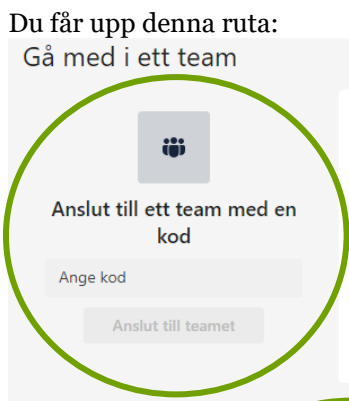 Du får upp denna ruta:
Gå med i ett team
Anslut till ett team med en
kod
Ange kod
Anslut till teamet